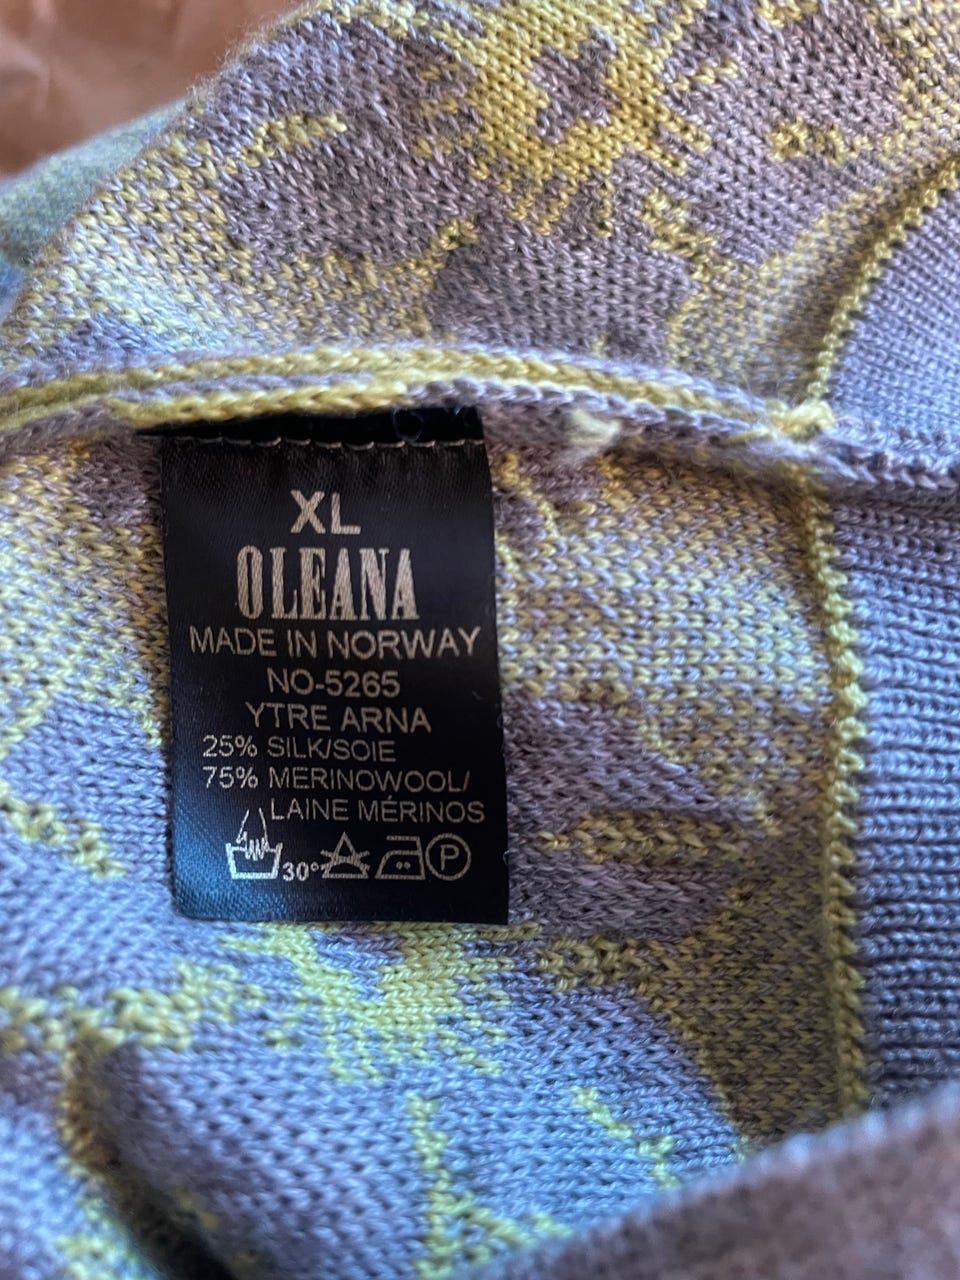 XL
OLEANA
MADE IN NORWAY
NO-5265
YTRE ARNA
25% SILK/SOIE
75% MERINOWOOL/
LAINE MÉRINOS
30° P